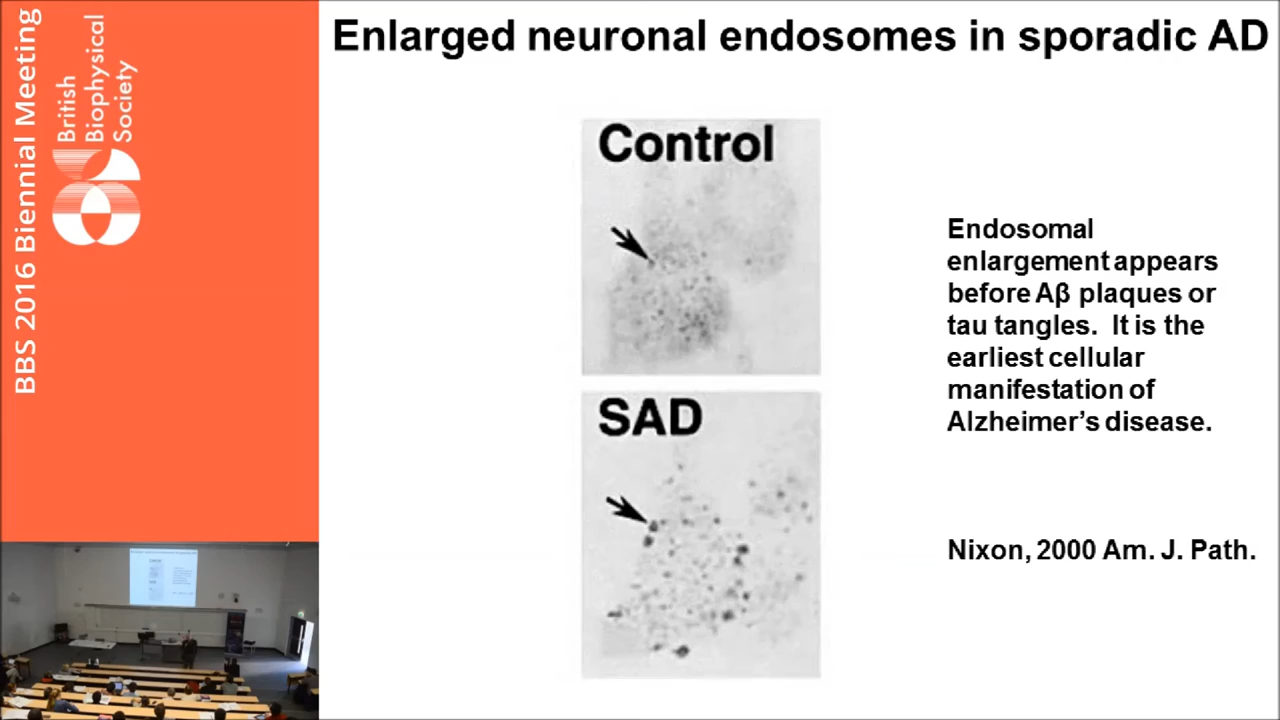 BBS 2016 Biennial Meeting
British
Biophysical
Society
Enlarged neuronal endosomes in sporadic AD
Control
SAD
Endosomal
enlargement appears
before Aβ plaques or
tau tangles. It is the
earliest cellular
manifestation of
Alzheimer’s disease.
Nixon, 2000 Am. J. Path.